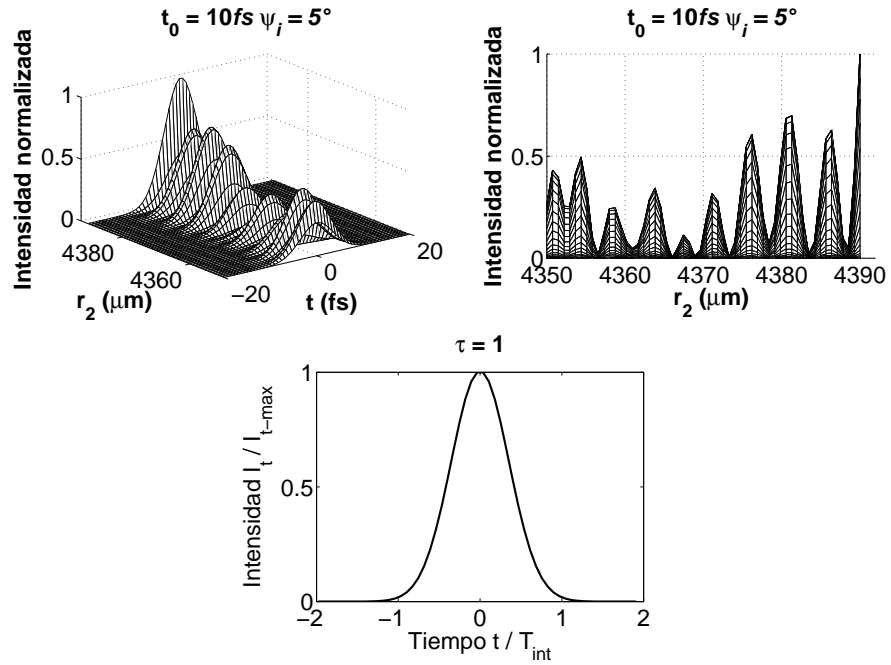 t₀ = 10fs ψᵢ = 5°
Intensidad normalizada
1
0.5
0
4380
4360
r₂ (μm)
−20
0
20
t (fs)
t₀ = 10fs ψᵢ = 5°
Intensidad normalizada
1
0.5
0
4350 4360 4370 4380 4390
r₂ (μm)
τ = 1
Intensidad I_t / I_t−max
1
0.5
0
−2 −1 0 1 2
Tiempo t / T_int